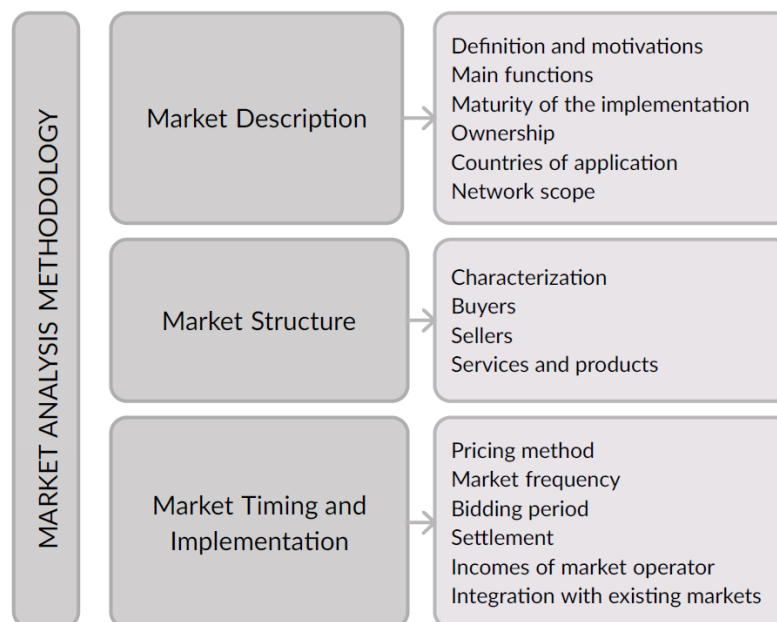 MARKET ANALYSIS METHODOLOGY
Market Description
Definition and motivations
Main functions
Maturity of the implementation
Ownership
Countries of application
Network scope
Market Structure
Characterization
Buyers
Sellers
Services and products
Market Timing and
Implementation
Pricing method
Market frequency
Bidding period
Settlement
Incomes of market operator
Integration with existing markets